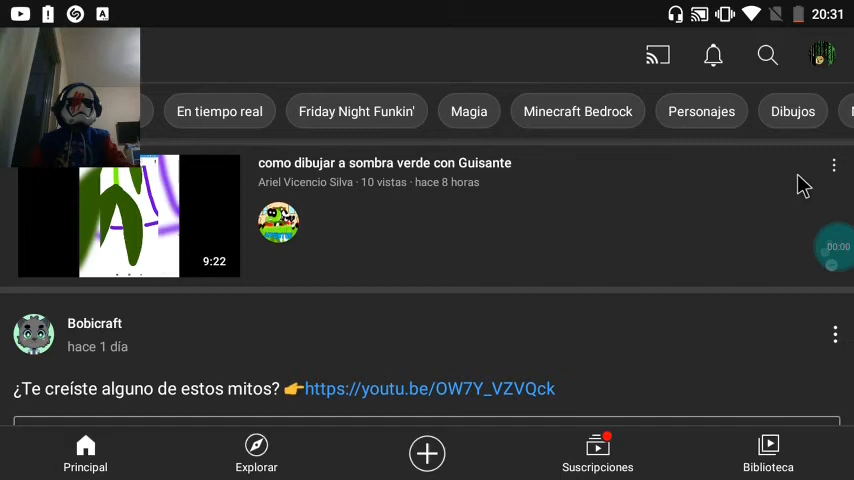 20:31
En tiempo real
Friday Night Funkin'
Magia
Minecraft Bedrock
Personajes
Dibujos
como dibujar a sombra verde con Guisante
Ariel Vicencio Silva · 10 vistas · hace 8 horas
9:22
00:00
Bobicraft
hace 1 día
¿Te creíste alguno de estos mitos? 👉https://youtu.be/OW7Y_VZVQck
Principal
Explorar
Suscripciones
Biblioteca